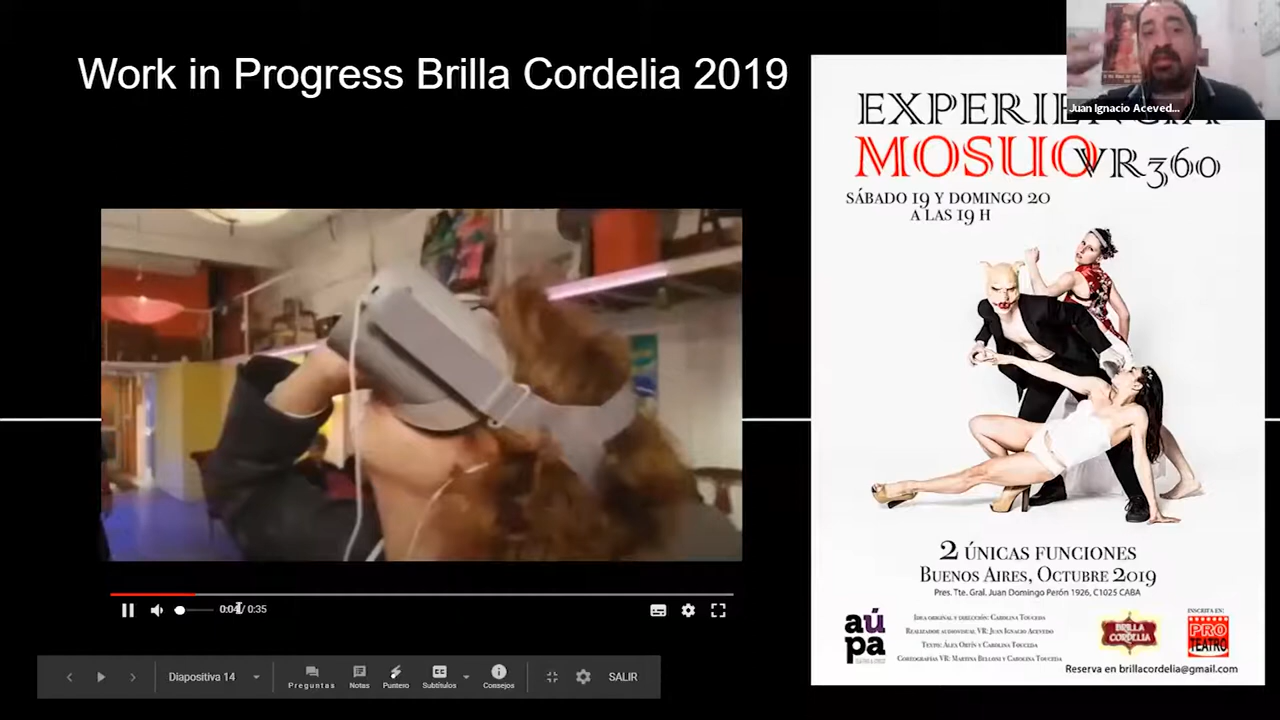 Work in Progress Brilla Cordelia 2019
Juan Ignacio Aceved...
MOSUO VR360
SÁBADO 19 Y DOMINGO 20
A LAS 19 H
2 ÚNICAS FUNCIONES
BUENOS AIRES, OCTUBRE 2019
Pres. Tte. Gral. Juan Domingo Perón 1926, C1025 CABA
aúpa
IDEA ORIGINAL Y DIRECCIÓN: CAROLINA TOUCEDA
REALIZADOR AUDIOVISUAL VR: JUAN IGNACIO ACEVEDO
TEXTO: ALEX ORTÍN Y CAROLINA TOUCEDA
COREOGRAFÍAS VR: MARTINA BELLONI Y CAROLINA TOUCEDA
BRILLA
CORDELIA
INSCRITA EN:
PRO
TEATRO
Reserva en brillacordelia@gmail.com
0:04 / 0:35
Diapositiva 14
Preguntas
Notas
Puntero
Subtítulos
Consejos
SALIR